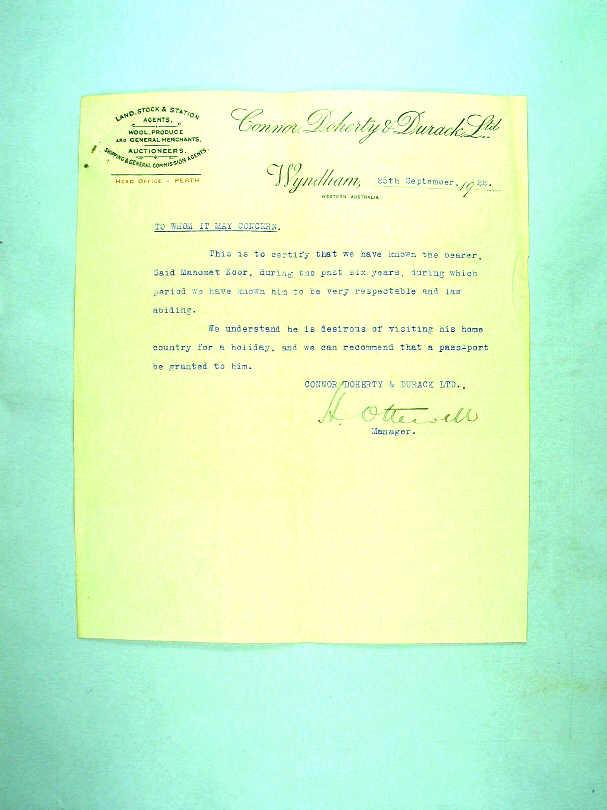 LAND, STOCK & STATION
AGENTS,
WOOL, PRODUCE
AND GENERAL MERCHANTS,
AUCTIONEERS,
SHIPPING & GENERAL COMMISSION AGENTS.
HEAD OFFICE - PERTH
Connor, Doherty & Durack, Ltd.
Wyndham, 25th September, 1922.
WESTERN AUSTRALIA
TO WHOM IT MAY CONCERN.
This is to certify that we have known the bearer,
Said Mahomet Noor, during the past six years, during which
period we have known him to be very respectable and law
abiding.
We understand he is desirous of visiting his home
country for a holiday, and we can recommend that a pass-port
be granted to him.
CONNOR DOHERTY & DURACK LTD.,
H. Otterwell
Manager.